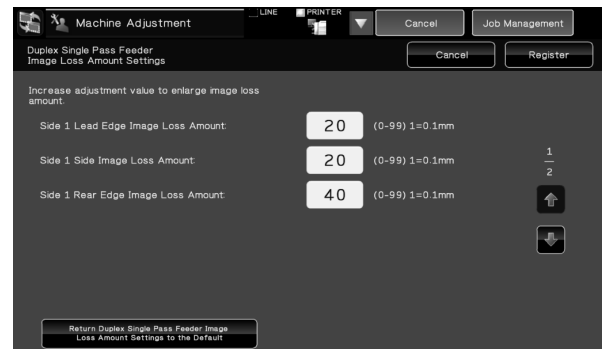 Machine Adjustment
LINE
PRINTER
Cancel
Job Management
Duplex Single Pass Feeder
Image Loss Amount Settings
Cancel
Register
Increase adjustment value to enlarge image loss
amount.
Side 1 Lead Edge Image Loss Amount:
20
(0-99) 1=0.1mm
Side 1 Side Image Loss Amount:
20
(0-99) 1=0.1mm
Side 1 Rear Edge Image Loss Amount:
40
(0-99) 1=0.1mm
1
2
Return Duplex Single Pass Feeder Image
Loss Amount Settings to the Default